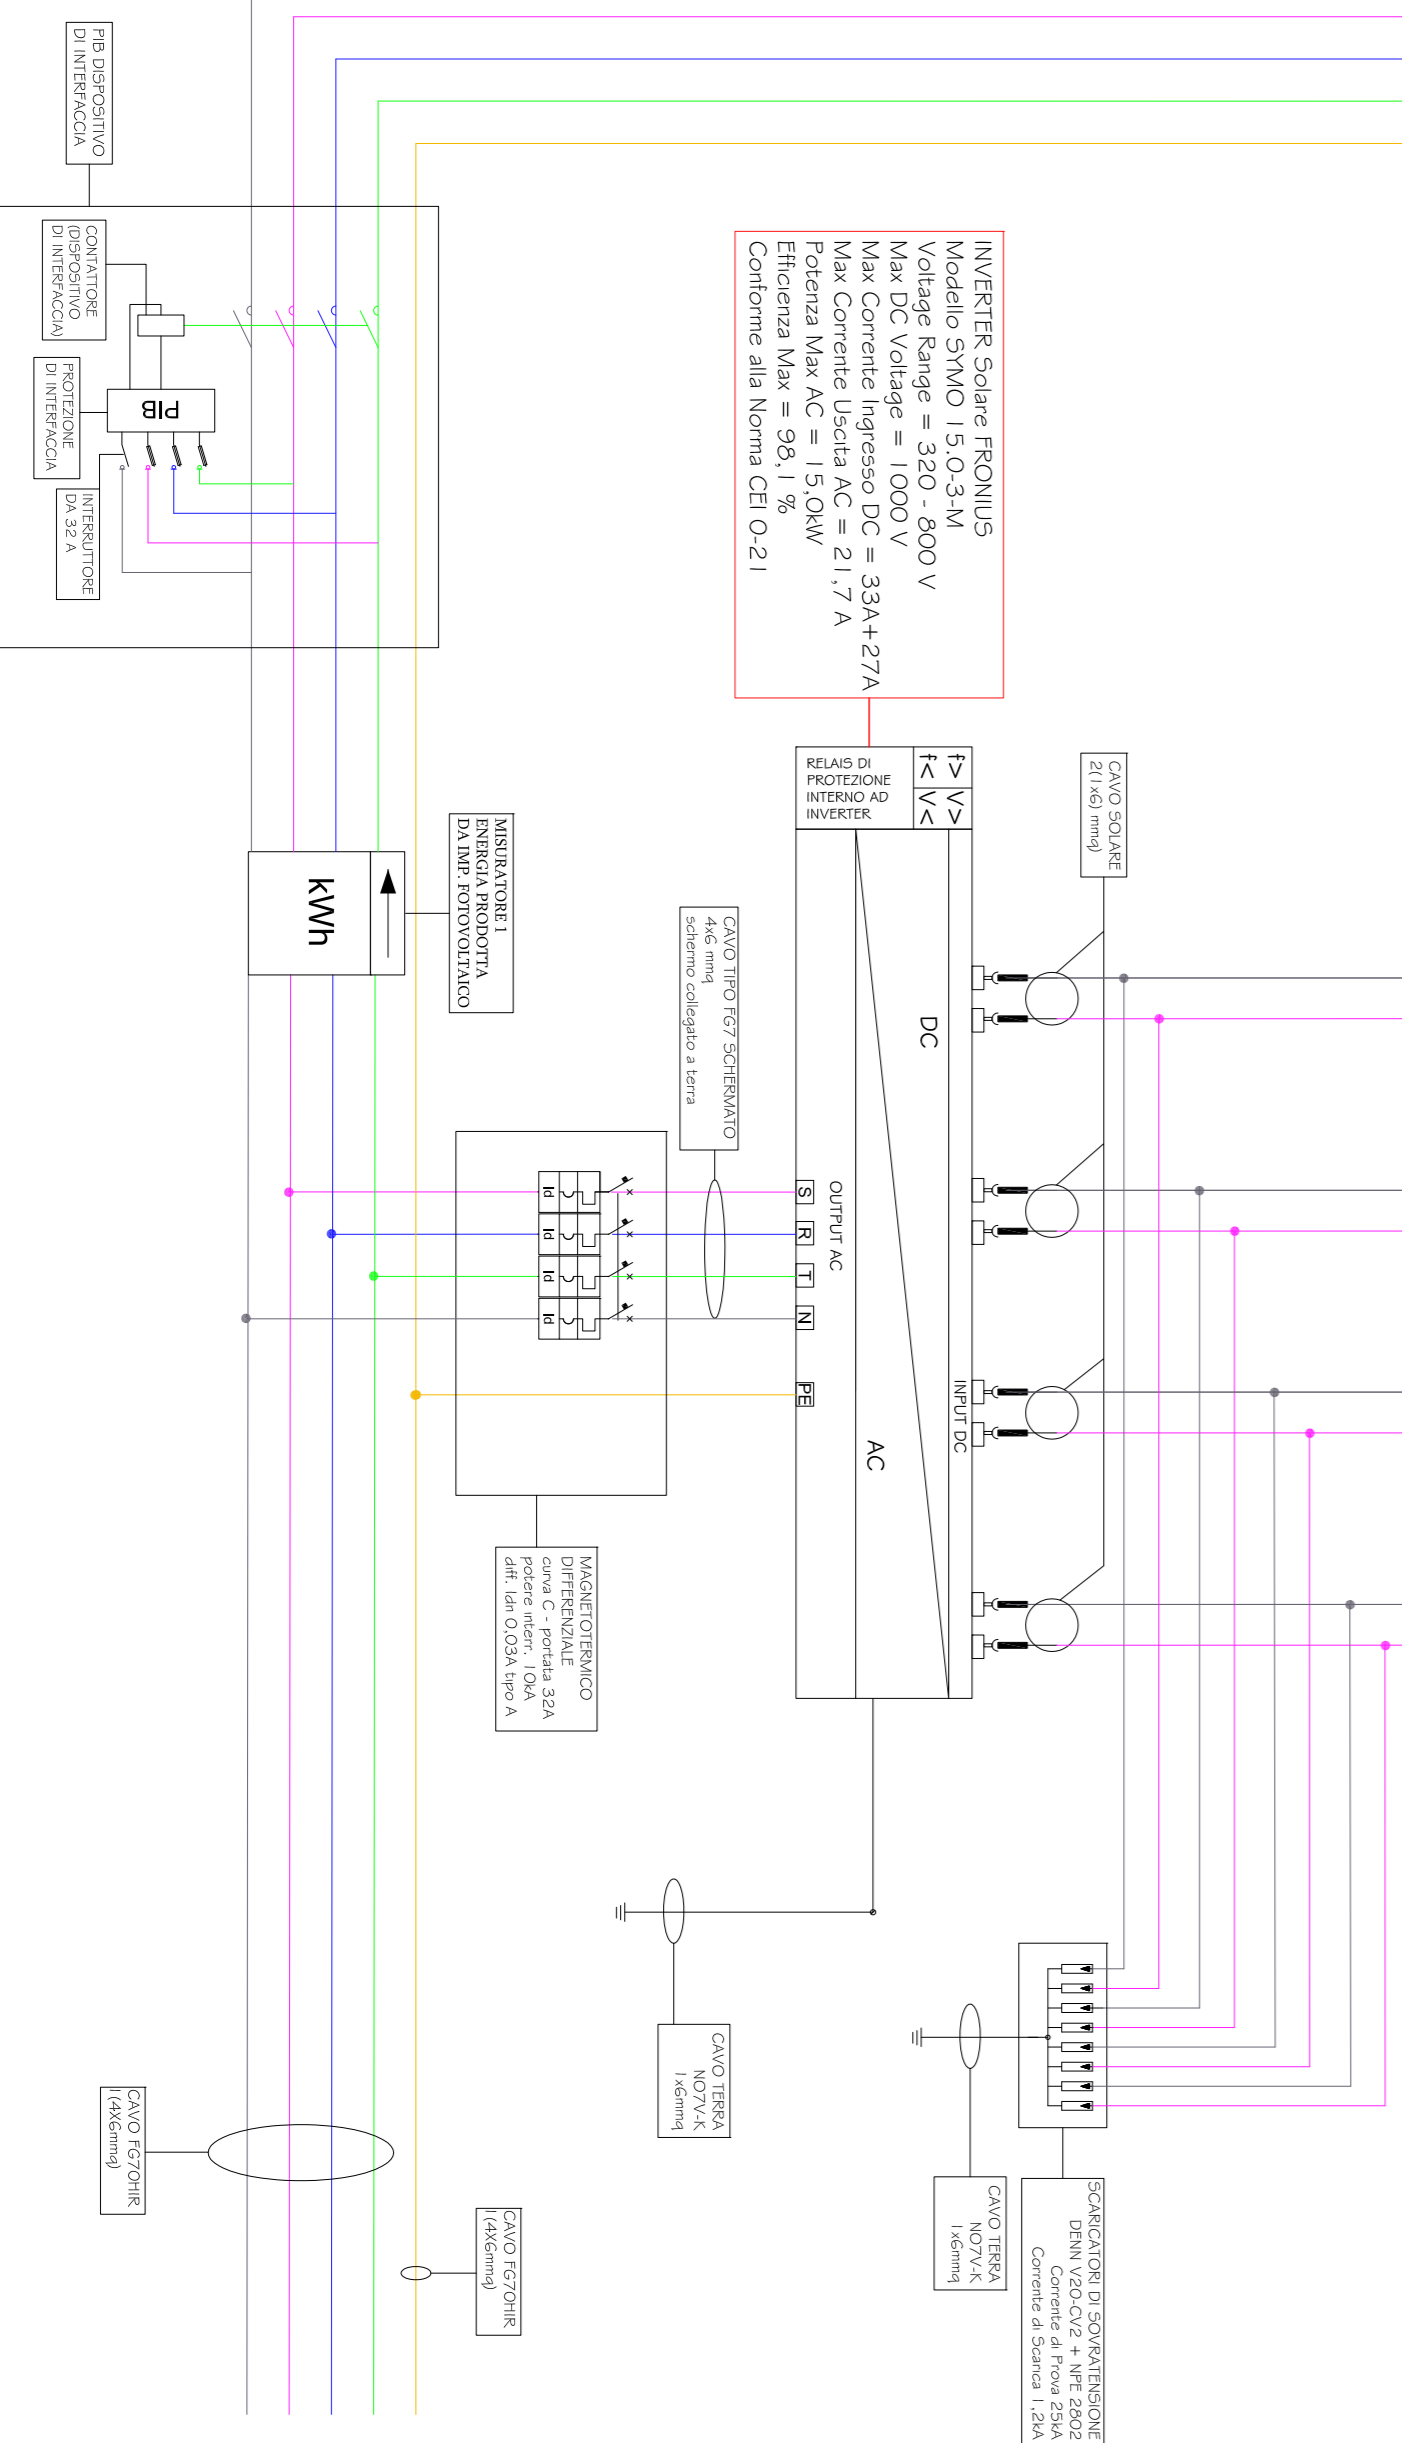 PIB DISPOSITIVO
DI INTERFACCIA
CONTATTORE
(DISPOSITIVO
DI INTERFACCIA)
PROTEZIONE
DI INTERFACCIA
PIB
INTERRUTTORE
DA 32 A
INVERTER Solare FRONIUS
Modello SYMO 15.0-3-M
Voltage Range = 320 - 800 V
Max DC Voltage = 1000 V
Max Corrente Ingresso DC = 33A+27A
Max Corrente Uscita AC = 21,7 A
Potenza Max AC = 15,0kW
Efficienza Max = 98,1 %
Conforme alla Norma CEI 0-21
RELAIS DI
PROTEZIONE
INTERNO AD
INVERTER
f> V>
f< V<
CAVO SOLARE
2(1x6) mmq)
MISURATORE 1
ENERGIA PRODOTTA
DA IMP. FOTOVOLTAICO
kWh
CAVO TIPO FG7 SCHERMATO
4x6 mmq
schermo collegato a terra
DC
AC
INPUT DC
OUTPUT AC
S
R
T
N
PE
Id
Id
Id
Id
MAGNETOTERMICO
DIFFERENZIALE
curva C - portata 32A
potere interr. 10kA
diff. Idn 0,03A tipo A
CAVO TERRA
NO7V-K
1x6mmq
CAVO TERRA
NO7V-K
1x6mmq
SCARICATORI DI SOVRATENSIONE
DENN V20-CV2 + NPE 2802
Corrente di Prova 25kA
Corrente di Scarica 1,2kA
CAVO FG7OHIR
1(4X6mmq)
CAVO FG7OHIR
1(4X6mmq)